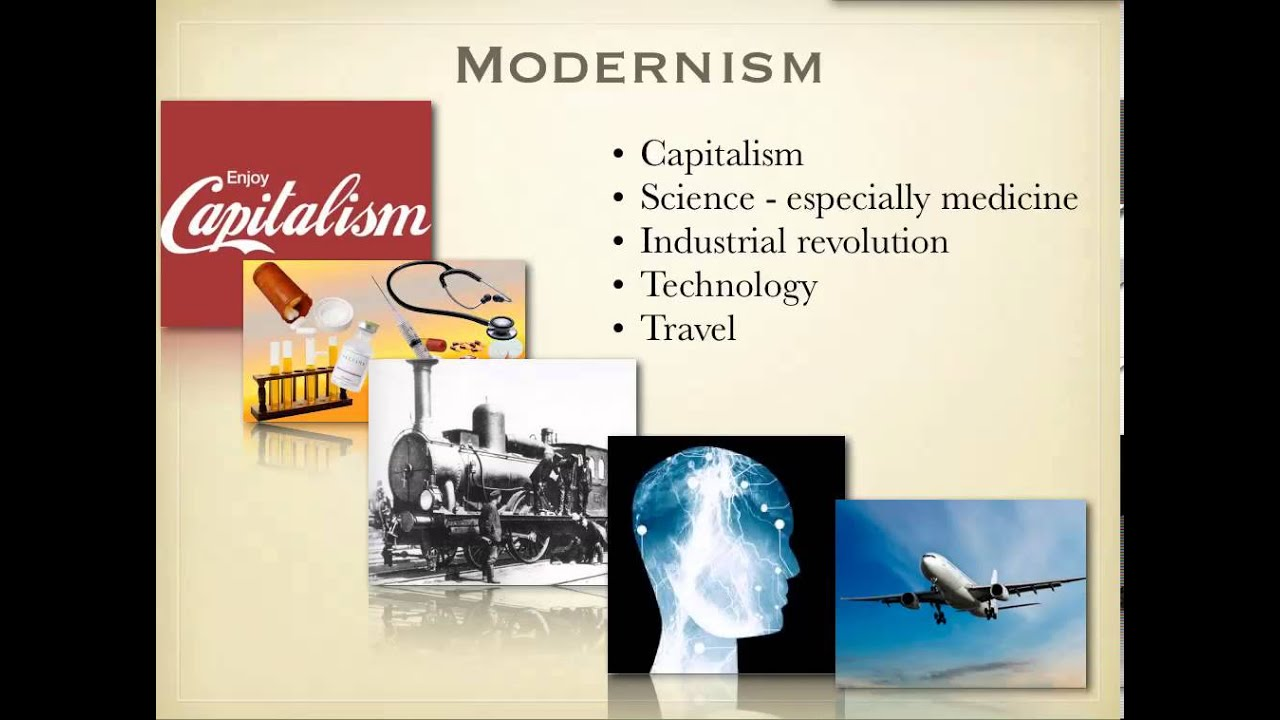 MODERNISM
Enjoy
Capitalism
• Capitalism
• Science - especially medicine
• Industrial revolution
• Technology
• Travel